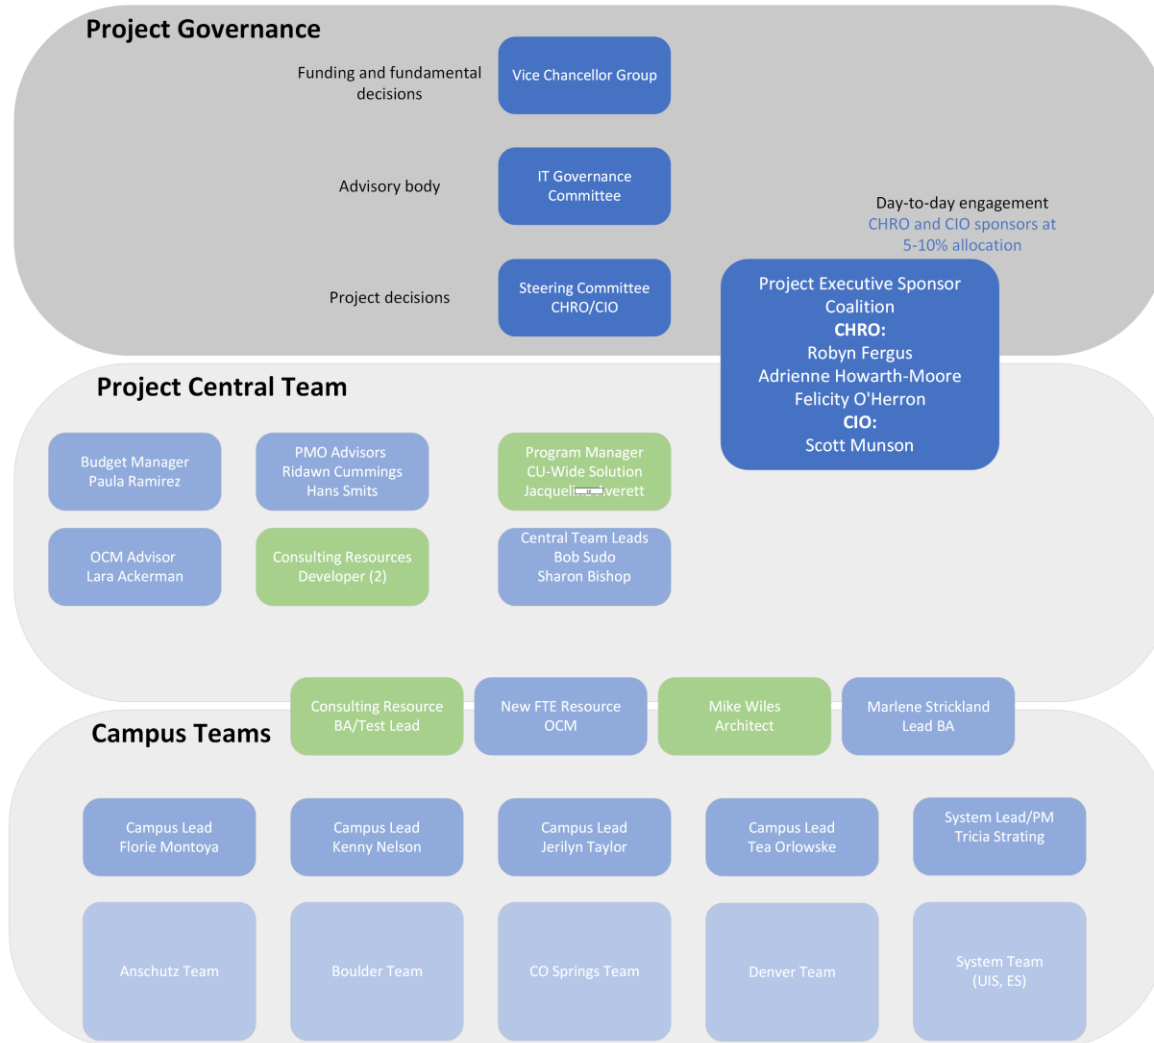 Project Governance
Funding and fundamental
decisions
Vice Chancellor Group
Advisory body
IT Governance
Committee
Day-to-day engagement
CHRO and CIO sponsors at
5-10% allocation
Project decisions
Steering Committee
CHRO/CIO
Project Executive Sponsor
Coalition
CHRO:
Robyn Fergus
Adrienne Howarth-Moore
Felicity O'Herron
CIO:
Scott Munson
Project Central Team
Budget Manager
Paula Ramirez
PMO Advisors
Ridawn Cummings
Hans Smits
Program Manager
CU-Wide Solution
Jacqueline Averett
OCM Advisor
Lara Ackerman
Consulting Resources
Developer (2)
Central Team Leads
Bob Sudo
Sharon Bishop
Consulting Resource
BA/Test Lead
New FTE Resource
OCM
Mike Wiles
Architect
Marlene Strickland
Lead BA
Campus Teams
Campus Lead
Florie Montoya
Campus Lead
Kenny Nelson
Campus Lead
Jerilyn Taylor
Campus Lead
Tea Orlowske
System Lead/PM
Tricia Strating
Anschutz Team
Boulder Team
CO Springs Team
Denver Team
System Team
(UIS, ES)